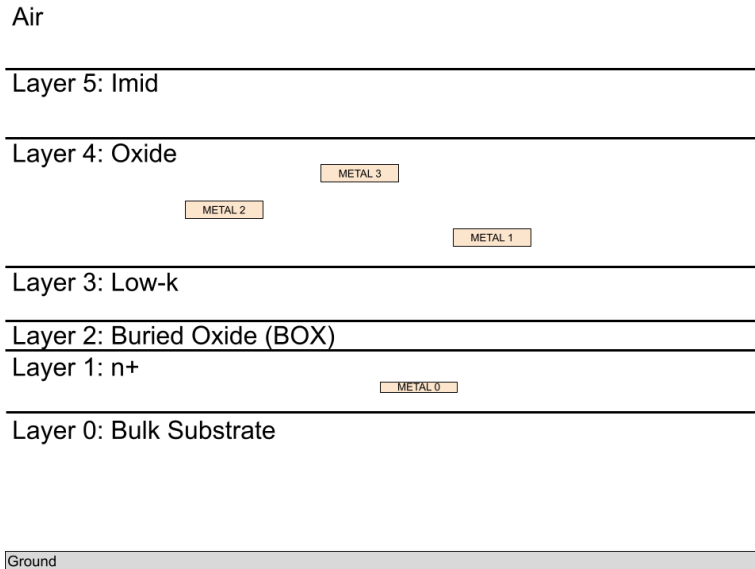 Air
Layer 5: Imid
Layer 4: Oxide
METAL 3
METAL 2
METAL 1
Layer 3: Low-k
Layer 2: Buried Oxide (BOX)
Layer 1: n+
METAL 0
Layer 0: Bulk Substrate
Ground